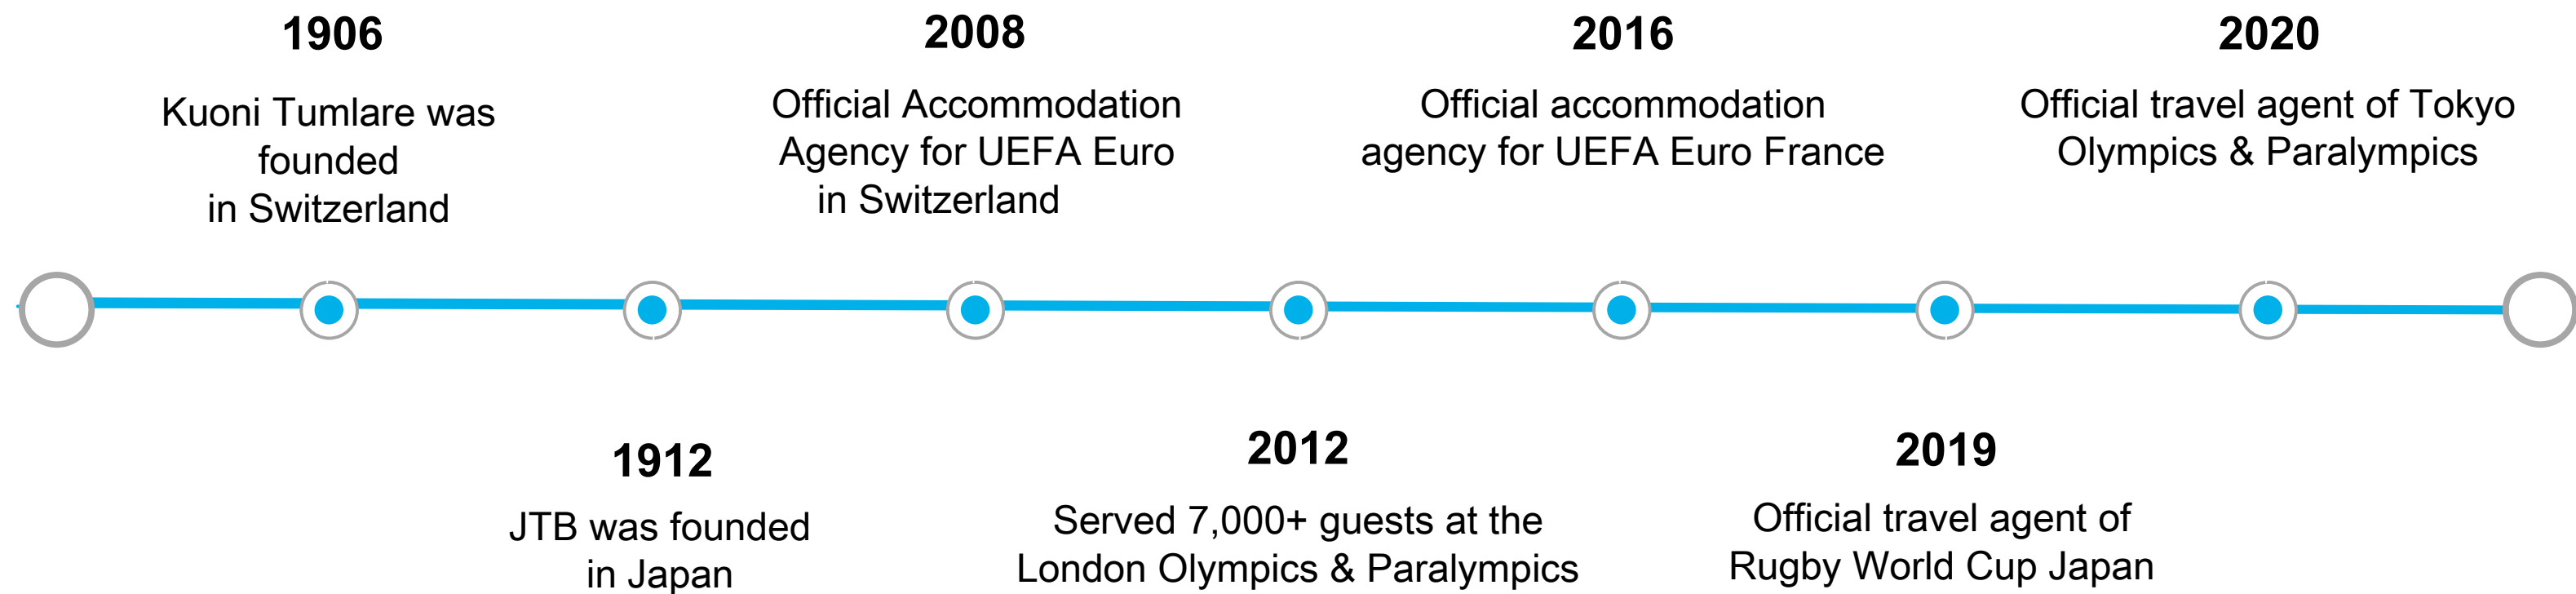 1906
Kuoni Tumlare was
founded
in Switzerland
1912
JTB was founded
in Japan
2008
Official Accommodation
Agency for UEFA Euro
in Switzerland
2012
Served 7,000+ guests at the
London Olympics & Paralympics
2016
Official accommodation
agency for UEFA Euro France
2019
Official travel agent of
Rugby World Cup Japan
2020
Official travel agent of Tokyo
Olympics & Paralympics